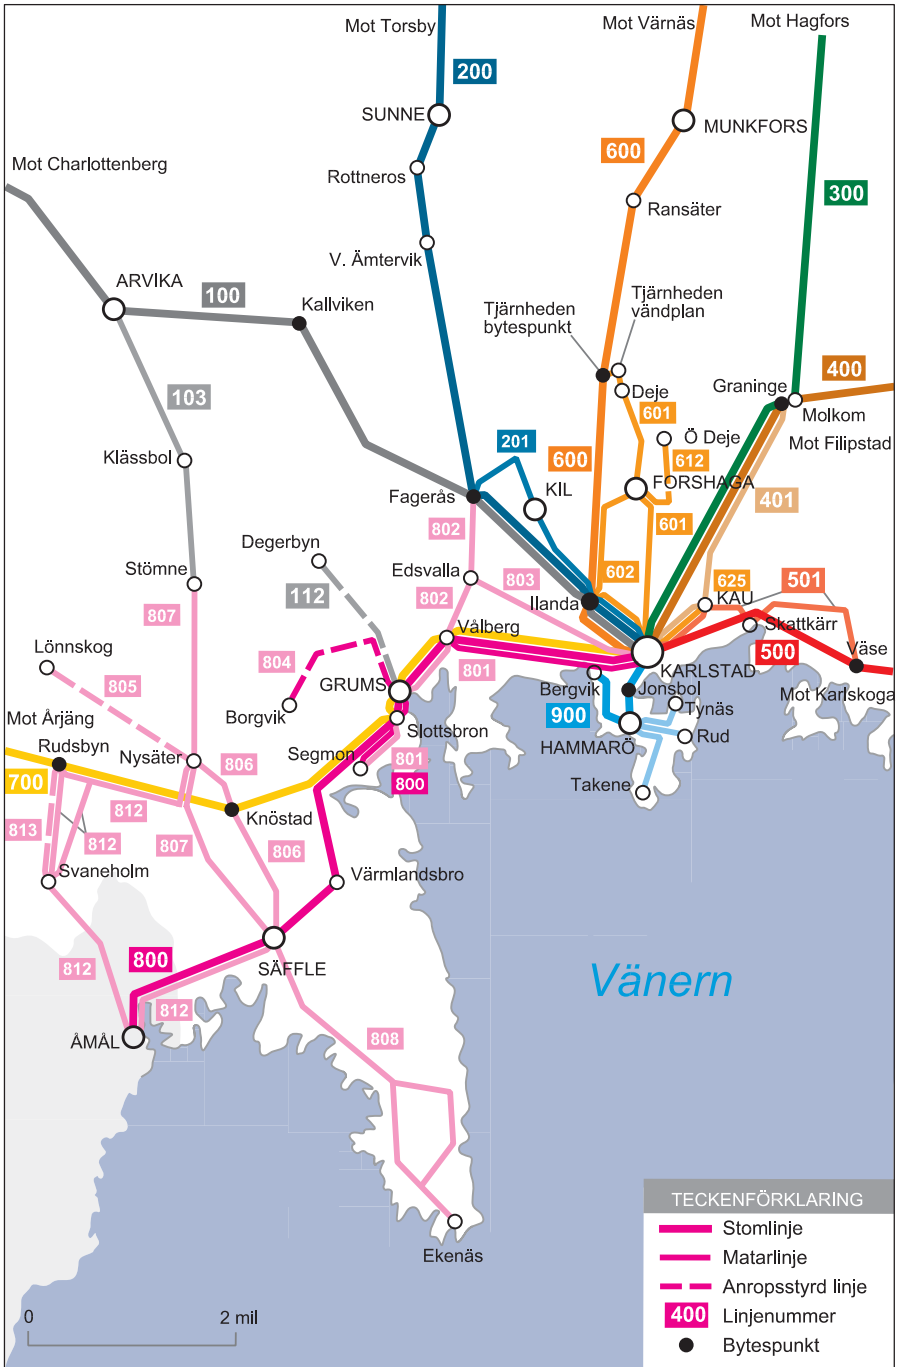 Mot Torsby
Mot Värnäs
Mot Hagfors
200
SUNNE
MUNKFORS
600
Mot Charlottenberg
Rottneros
300
Ransäter
V. Ämtervik
ARVIKA
100
Kallviken
Tjärnheden
vändplan
Tjärnheden
bytespunkt
400
Graninge
Deje
103
601
Molkom
Mot Filipstad
201
600
Ö Deje
612
Klässbol
KIL
FORSHAGA
Fagerås
401
802
601
Degerbyn
602
Edsvalla
803
Stömne
112
802
625
501
KAU
807
Ilanda
Skattkärr
Lönnskog
Vålberg
500
Väse
804
801
KARLSTAD
805
GRUMS
Bergvik
Jonsbol
Mot Karlskoga
Borgvik
900
Tynäs
Mot Årjäng
Slottsbron
Rud
HAMMARÖ
Rudsbyn
Nysäter
Segmon
801
806
700
800
Takene
812
Knöstad
813
812
807
806
Svaneholm
Värmlandsbro
800
812
SÄFFLE
Vänern
812
ÅMÅL
808
TECKENFÖRKLARING
Stomlinje
Ekenäs
Matarlinje
Anropsstyrd linje
0
2 mil
400
Linjenummer
Bytespunkt